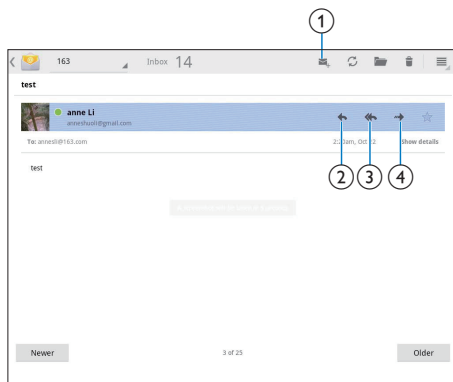 1
163
Inbox 14
test
anne Li
anneshuoli@gmail.com
To: annesli@163.com
Show details
2
3
4
test
Newer
3 of 25
Older